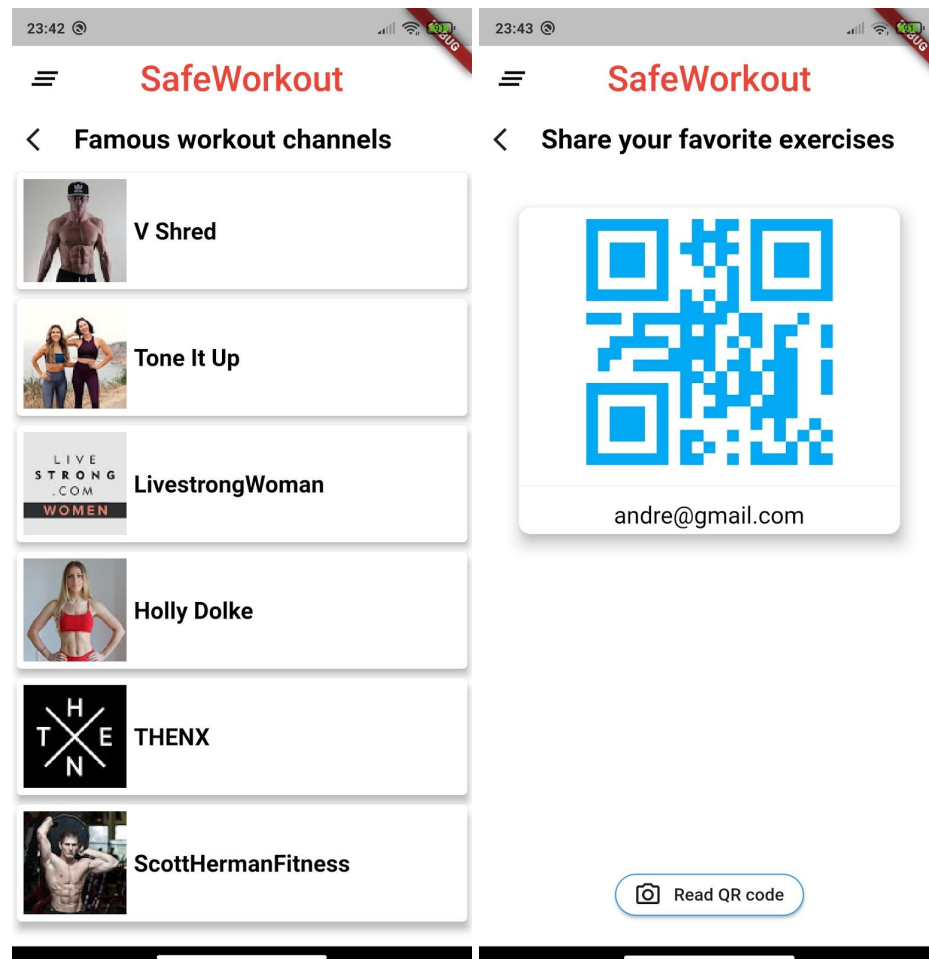 23:42
BUG
SafeWorkout
Famous workout channels
V Shred
Tone It Up
LIVE
STRONG
.COM
WOMEN
LivestrongWoman
Holly Dolke
H
T E
N
THENX
ScottHermanFitness
23:43
SafeWorkout
Share your favorite exercises
andre@gmail.com
Read QR code